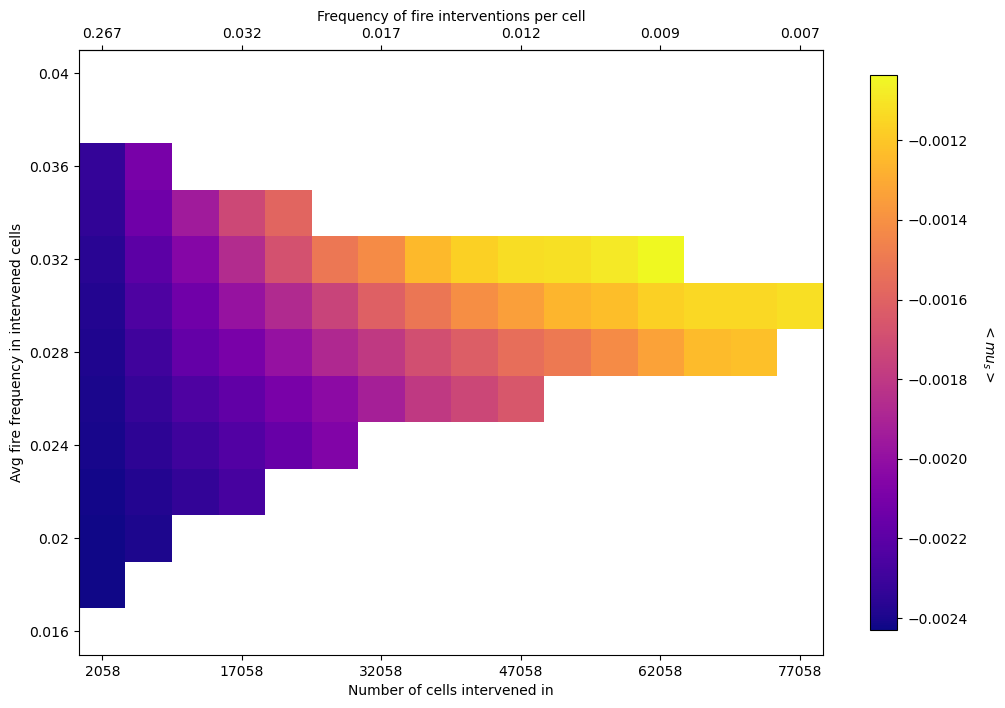 Frequency of fire interventions per cell
0.267 0.032 0.017 0.012 0.009 0.007
Avg fire frequency in intervened cells
0.04
0.036
0.032
0.028
0.024
0.02
0.016
2058 17058 32058 47058 62058 77058
Number of cells intervened in
−0.0012
−0.0014
−0.0016
−0.0018
−0.0020
−0.0022
−0.0024
< mu_s >